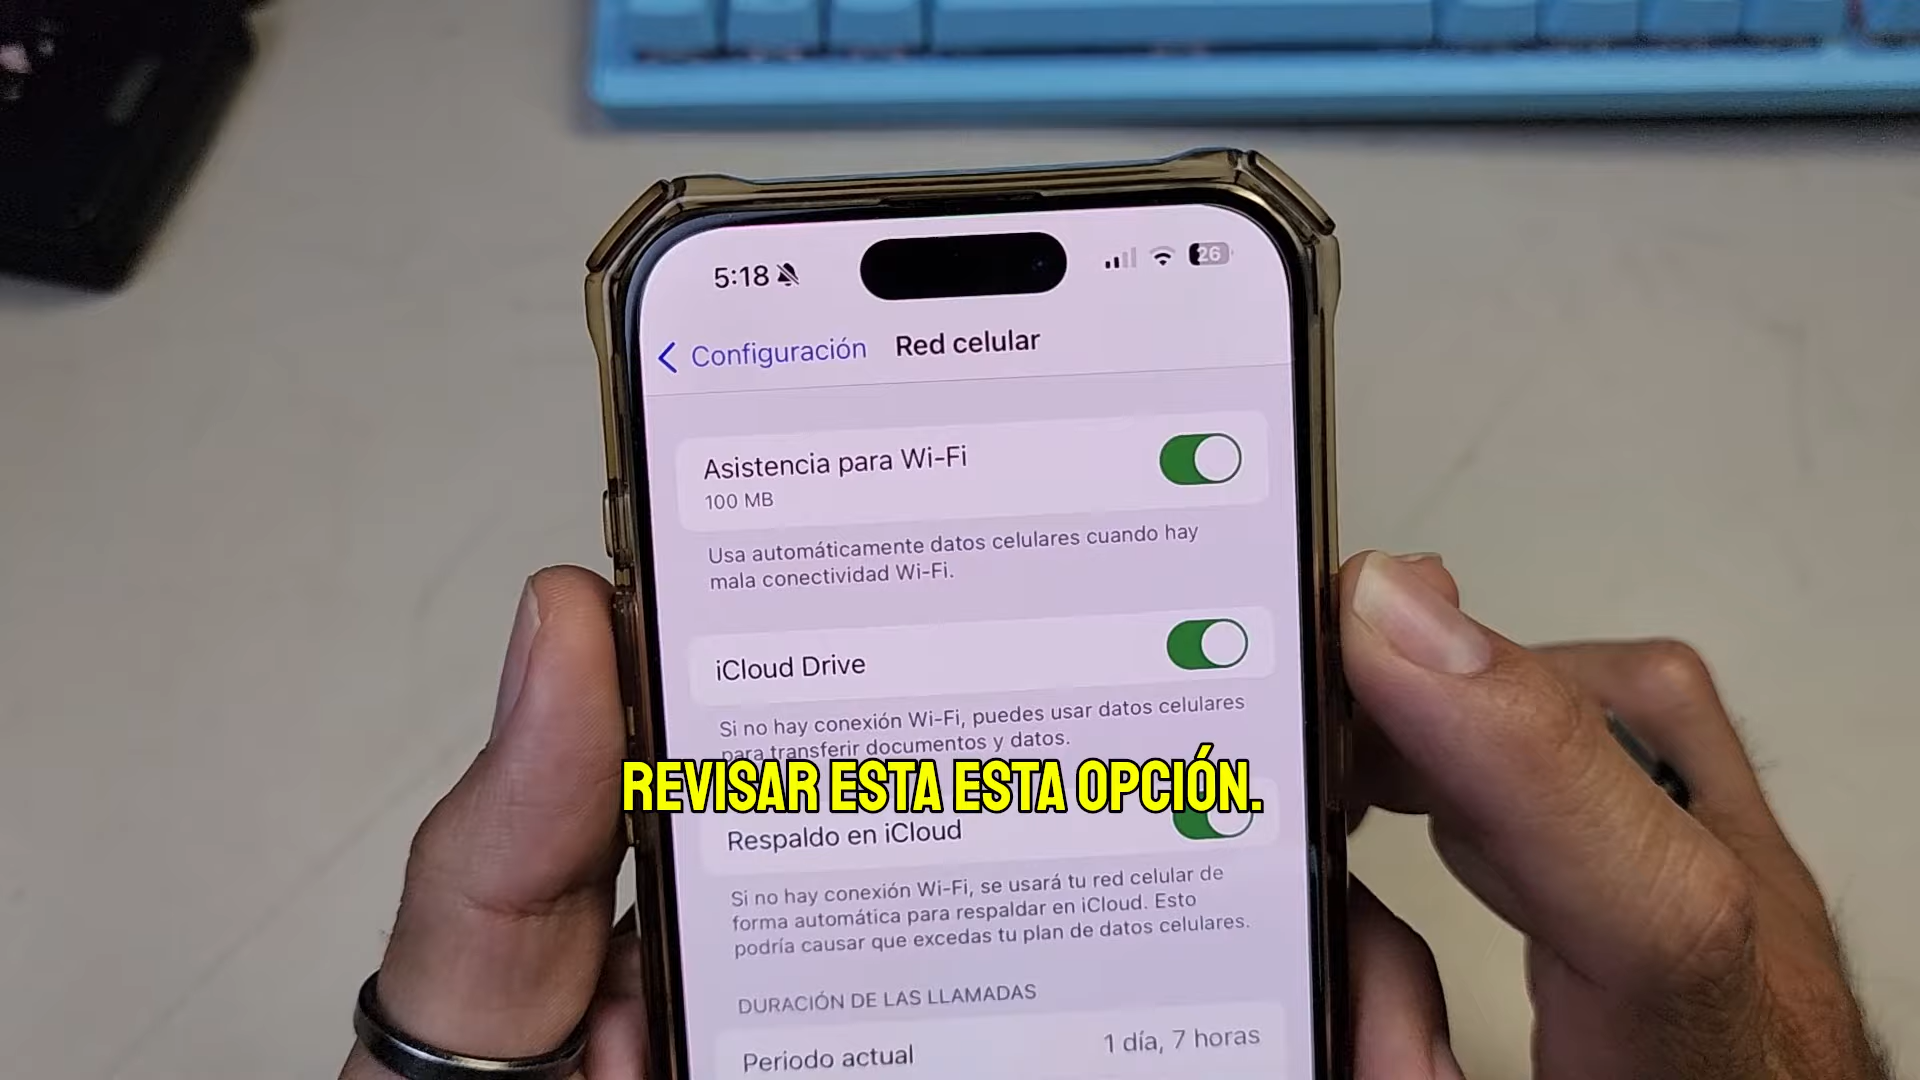 5:18
26
Configuración
Red celular
Asistencia para Wi-Fi
100 MB
Usa automáticamente datos celulares cuando hay
mala conectividad Wi-Fi.
iCloud Drive
Si no hay conexión Wi-Fi, puedes usar datos celulares
para transferir documentos y datos.
REVISAR ESTA ESTA OPCIÓN.
Respaldo en iCloud
Si no hay conexión Wi-Fi, se usará tu red celular de
forma automática para respaldar en iCloud. Esto
podría causar que excedas tu plan de datos celulares.
DURACIÓN DE LAS LLAMADAS
Periodo actual
1 día, 7 horas